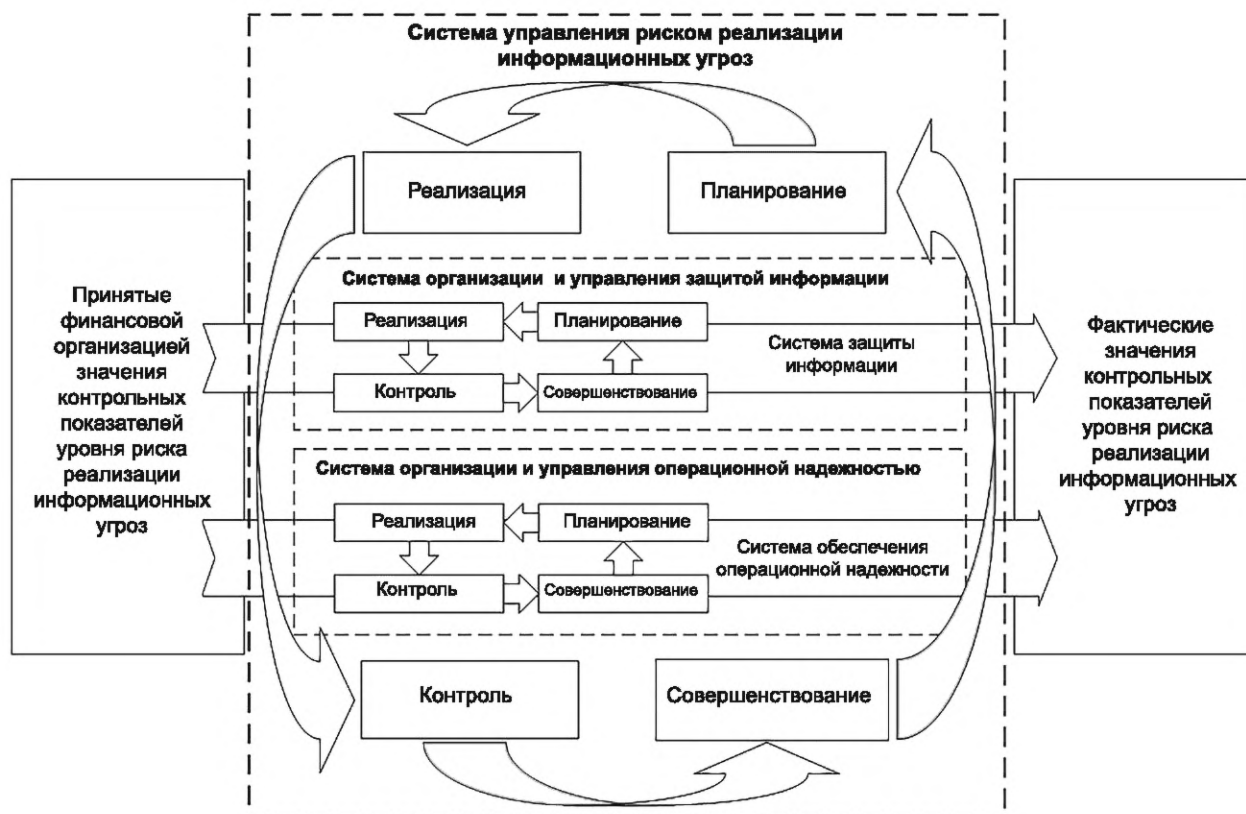 Система управления риском реализации
информационных угроз
Реализация
Планирование
Принятые
финансовой
организацией
значения
контрольных
показателей
уровня риска
реализации
информационных
угроз
Система организации и управления защитой информации
Реализация
Планирование
Контроль
Совершенствование
Система защиты
информации
Система организации и управления операционной надежностью
Реализация
Планирование
Контроль
Совершенствование
Система обеспечения
операционной надежности
Фактические
значения
контрольных
показателей
уровня риска
реализации
информационных
угроз
Контроль
Совершенствование